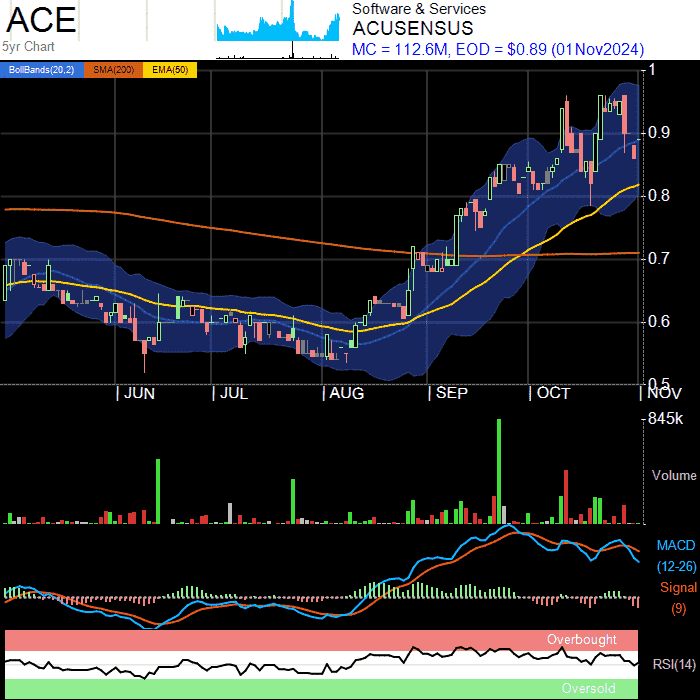 ACE
5yr Chart
Software & Services
ACUSENSUS
MC = 112.6M, EOD = $0.89 (01Nov2024)
BollBands(20,2) SMA(200) EMA(50)
1
0.9
0.8
0.7
0.6
0.5
JUN JUL AUG SEP OCT NOV
845k
Volume
MACD
(12-26)
Signal
(9)
Overbought
RSI(14)
Oversold